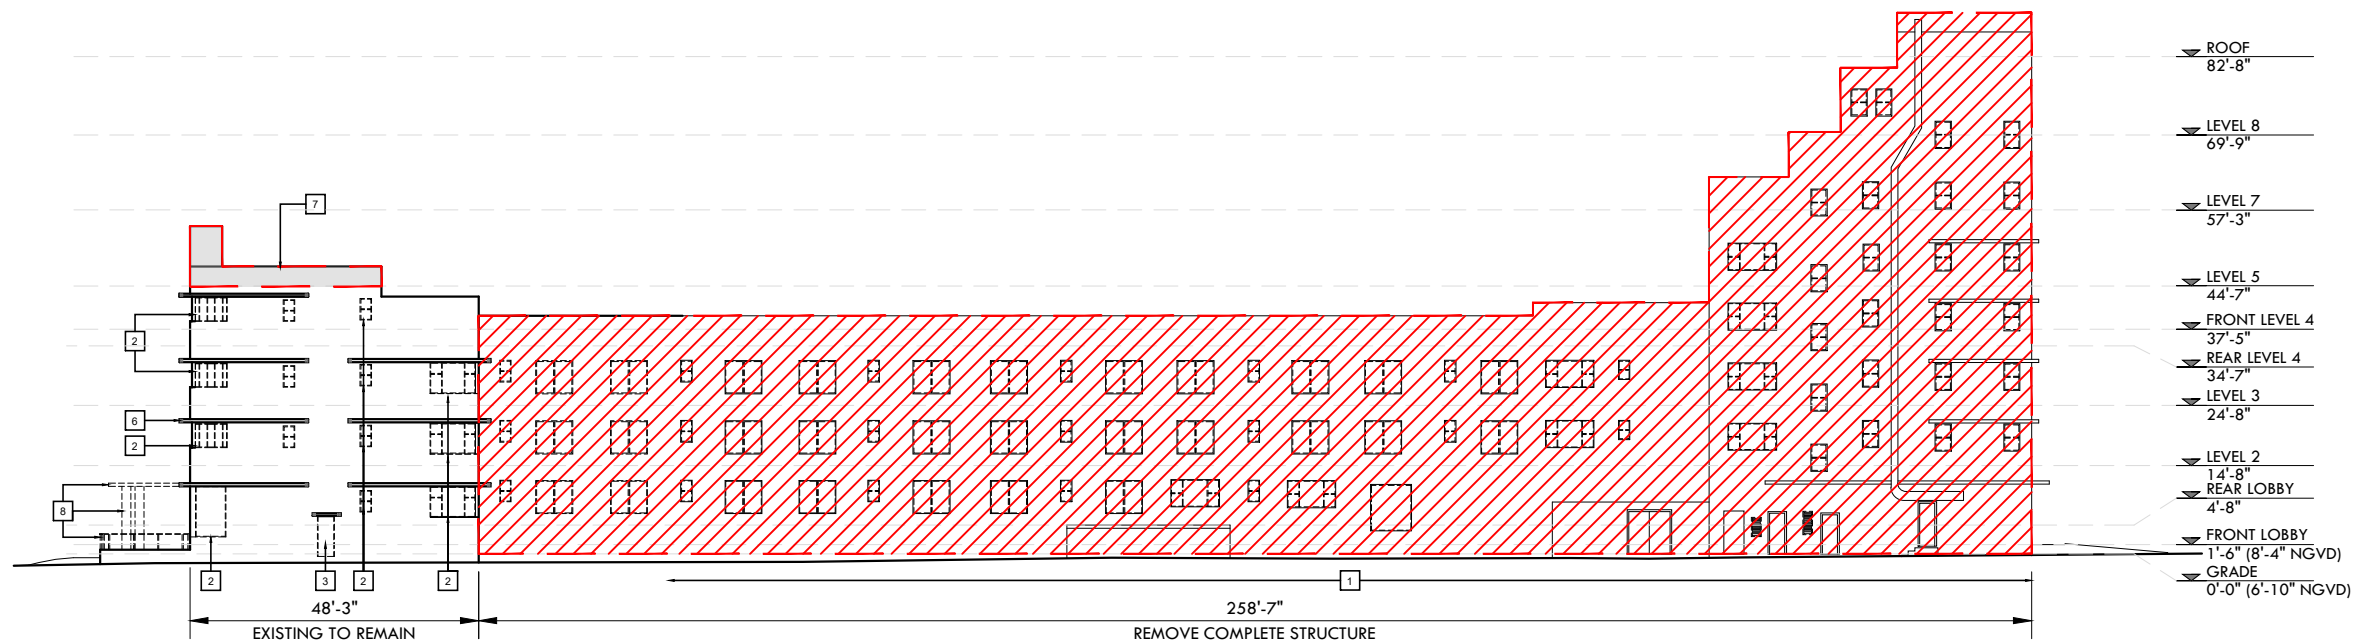 ROOF
82'-8"
LEVEL 8
69'-9"
7
LEVEL 7
57'-3"
LEVEL 5
44'-7"
2
FRONT LEVEL 4
37'-5"
REAR LEVEL 4
34'-7"
6
LEVEL 3
24'-8"
2
LEVEL 2
14'-8"
8
REAR LOBBY
4'-8"
FRONT LOBBY
1'-6" (8'-4" NGVD)
2
3
2
2
1
GRADE
0'-0" (6'-10" NGVD)
48'-3"
258'-7"
EXISTING TO REMAIN
REMOVE COMPLETE STRUCTURE